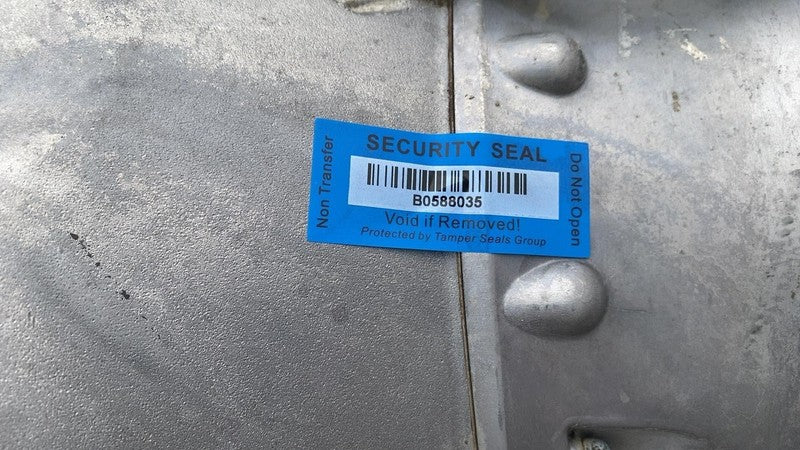 Non Transfer
SECURITY SEAL
B0588035
Void if Removed!
Protected by Tamper Seals Group
Do Not Open